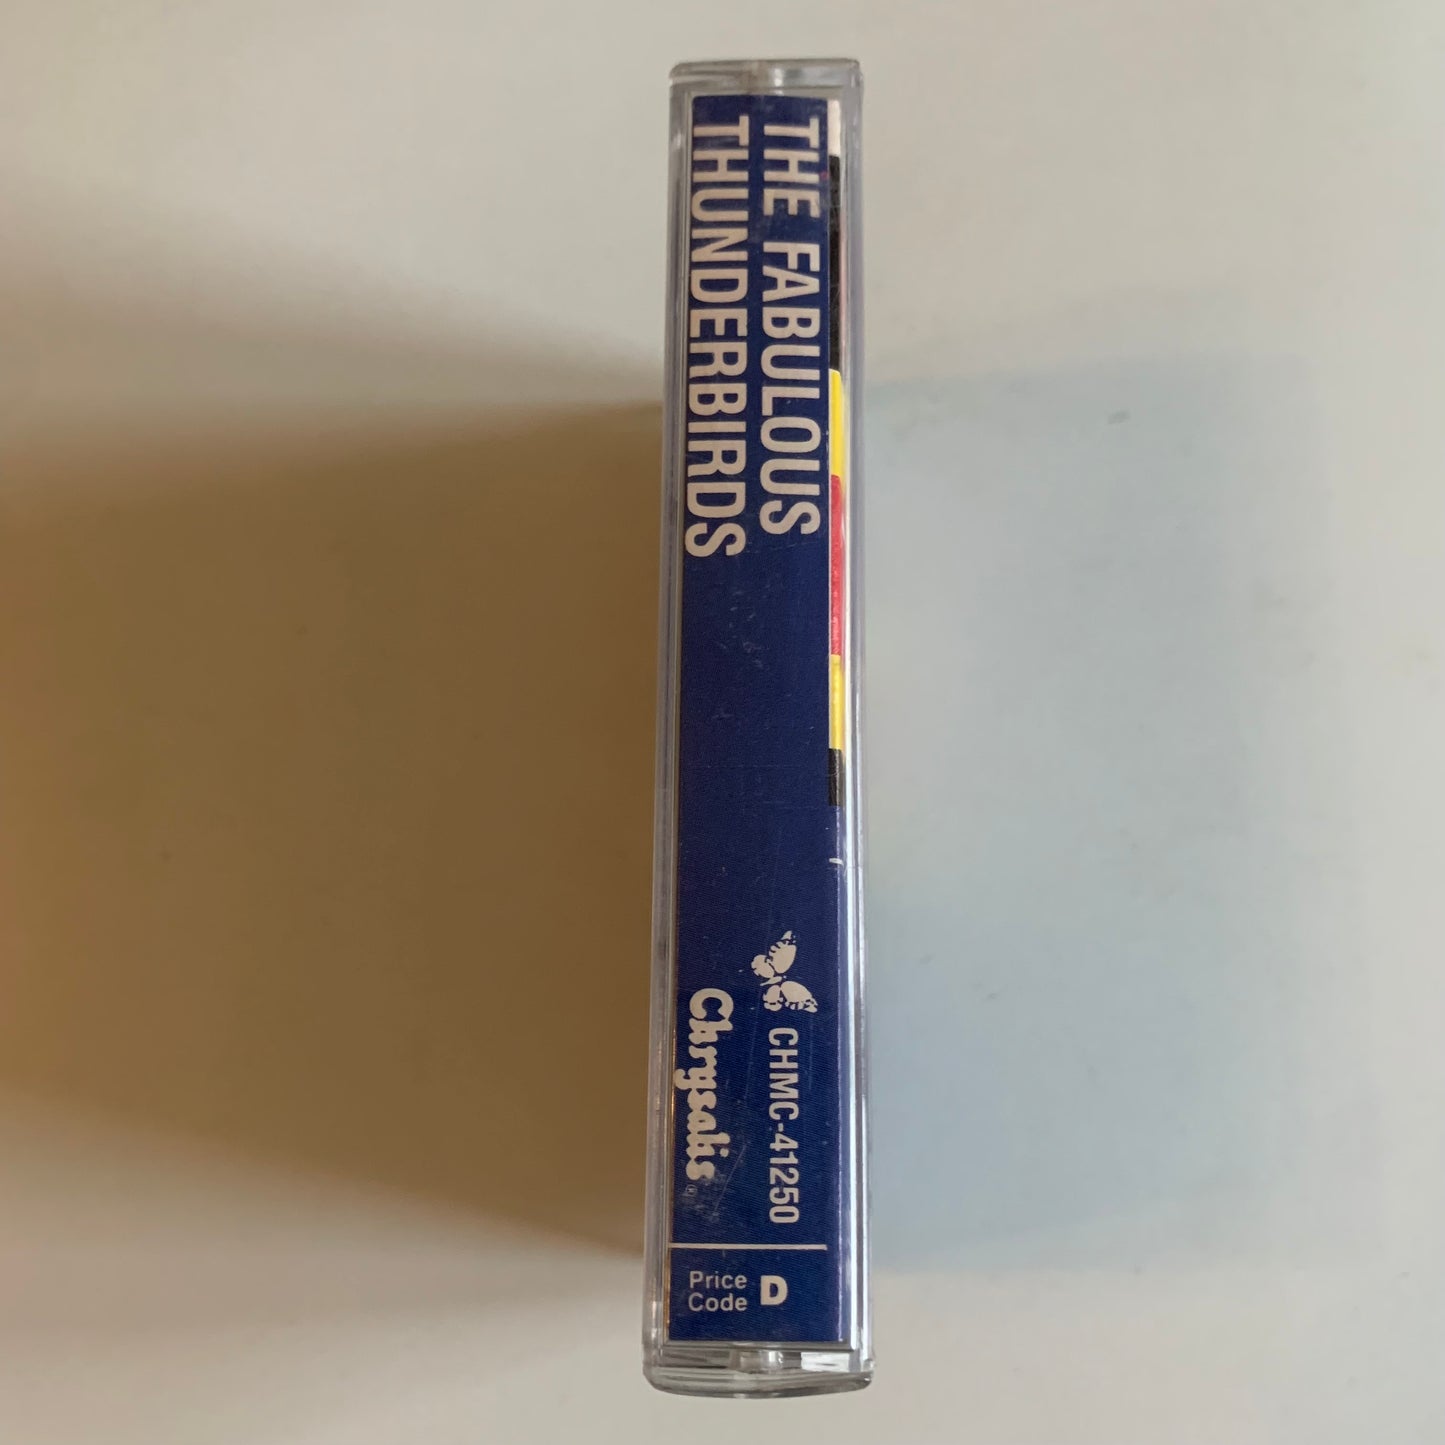 THE FABULOUS
THUNDERBIRDS
CHMC-41250
Chrysalis®
Price
Code D